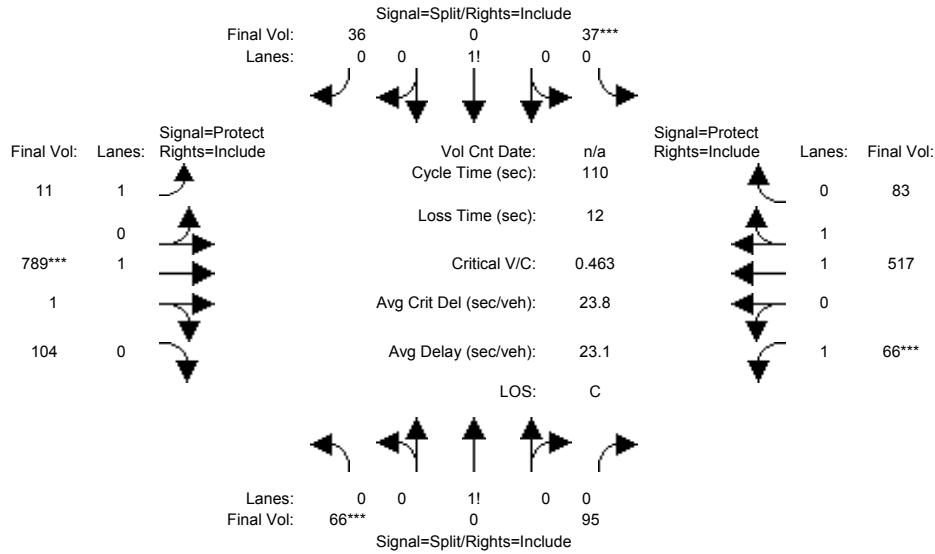 Signal=Split/Rights=Include
Final Vol: 36 0 37***
Lanes: 0 0 1! 0 0
Signal=Protect Signal=Protect
Final Vol: Lanes: Rights=Include Vol Cnt Date: n/a Rights=Include Lanes: Final Vol:
Cycle Time (sec): 110
11 1 0 83
Loss Time (sec): 12
0 1
789*** 1 Critical V/C: 0.463 1 517
1 Avg Crit Del (sec/veh): 23.8 0
104 0 Avg Delay (sec/veh): 23.1 1 66***
LOS: C
Lanes: 0 0 1! 0 0
Final Vol: 66*** 0 95
Signal=Split/Rights=Include